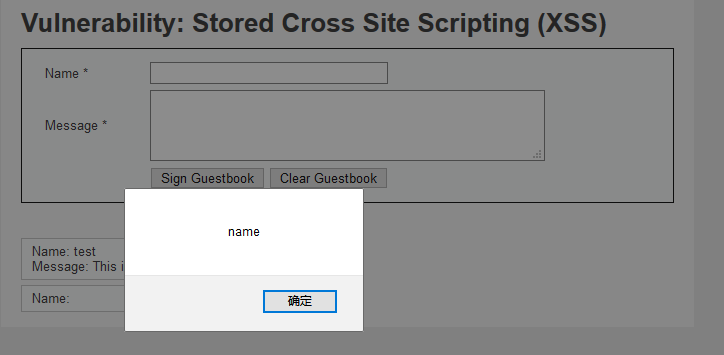 Vulnerability: Stored Cross Site Scripting (XSS)
Name *
Message *
Sign Guestbook Clear Guestbook
name
Name: test
Message: This i
确定
Name: